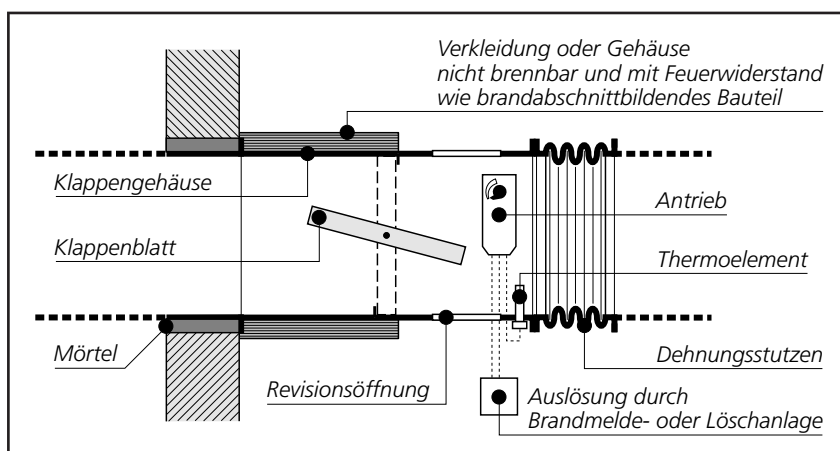 Verkleidung oder Gehäuse
nicht brennbar und mit Feuerwiderstand
wie brandabschnittbildendes Bauteil
Klappengehäuse
Antrieb
Klappenblatt
Thermoelement
Mörtel
Dehnungsstutzen
Revisionsöffnung
Auslösung durch
Brandmelde- oder Löschanlage